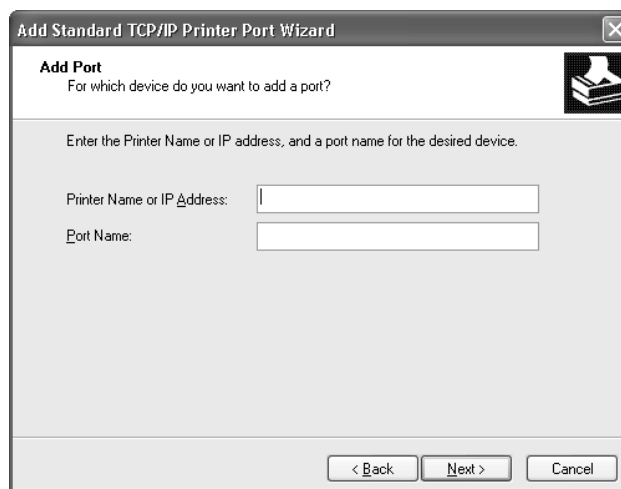 Add Standard TCP/IP Printer Port Wizard
Add Port
For which device do you want to add a port?
Enter the Printer Name or IP address, and a port name for the desired device.
Printer Name or IP Address:
Port Name:
< Back Next > Cancel